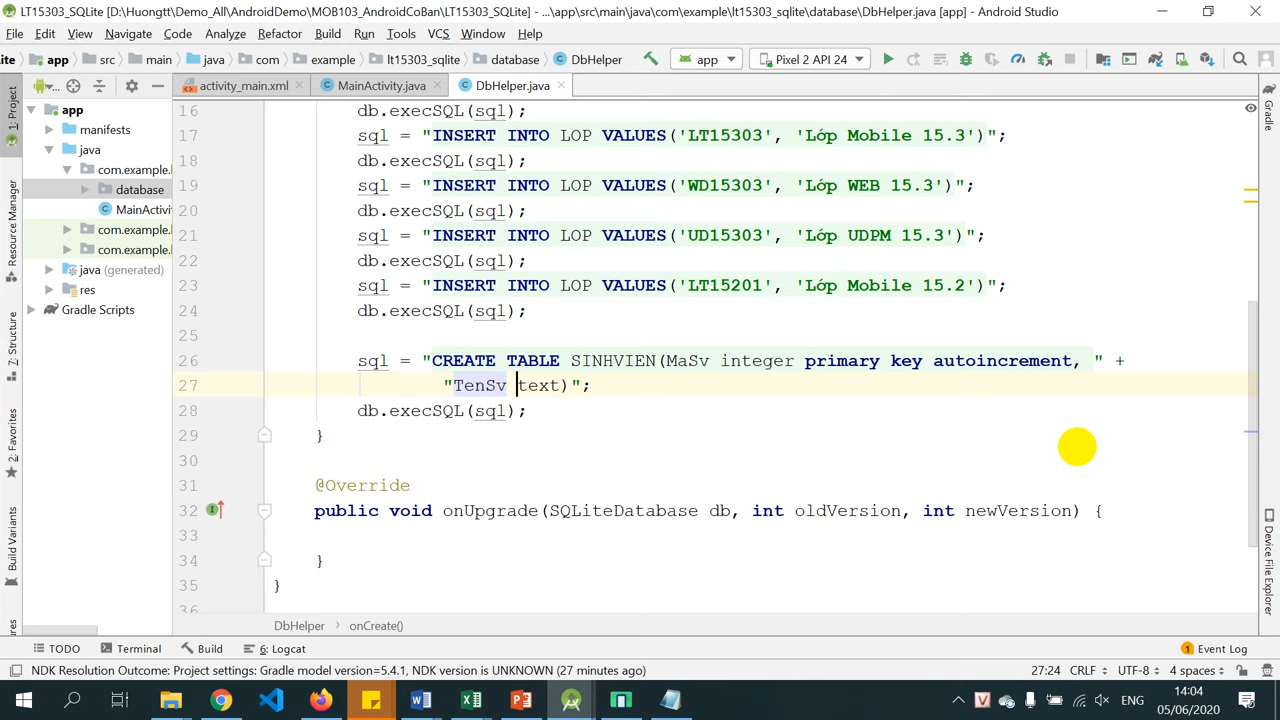 LT15303_SQLite [D:\Huongtt\Demo_All\AndroidDemo\MOB103_AndroidCoBan\LT15303_SQLite] - ...\app\src\main\java\com\example\lt15303_sqlite\database\DbHelper.java [app] - Android Studio
File Edit View Navigate Code Analyze Refactor Build Run Tools VCS Window Help
ite app src main java com example lt15303_sqlite database DbHelper app Pixel 2 API 24
1: Project
Resource Manager
7: Structure
2: Favorites
Build Variants
ures
app
manifests
java
com.example.l
database
MainActivi
com.example.
com.example.
java (generated)
res
Gradle Scripts
activity_main.xml MainActivity.java DbHelper.java
16 db.execSQL(sql);
17 sql = "INSERT INTO LOP VALUES('LT15303', 'Lớp Mobile 15.3')";
18 db.execSQL(sql);
19 sql = "INSERT INTO LOP VALUES('WD15303', 'Lớp WEB 15.3')";
20 db.execSQL(sql);
21 sql = "INSERT INTO LOP VALUES('UD15303', 'Lớp UDPM 15.3')";
22 db.execSQL(sql);
23 sql = "INSERT INTO LOP VALUES('LT15201', 'Lớp Mobile 15.2')";
24 db.execSQL(sql);
25
26 sql = "CREATE TABLE SINHVIEN(MaSv integer primary key autoincrement, " +
27 "TenSv text)";
28 db.execSQL(sql);
29 }
30
31 @Override
32 public void onUpgrade(SQLiteDatabase db, int oldVersion, int newVersion) {
33
34 }
35 }
36
DbHelper onCreate()
Gradle
Device File Explorer
TODO Terminal Build 6: Logcat 1 Event Log
NDK Resolution Outcome: Project settings: Gradle model version=5.4.1, NDK version is UNKNOWN (27 minutes ago) 27:24 CRLF UTF-8 4 spaces
ENG
14:04
05/06/2020